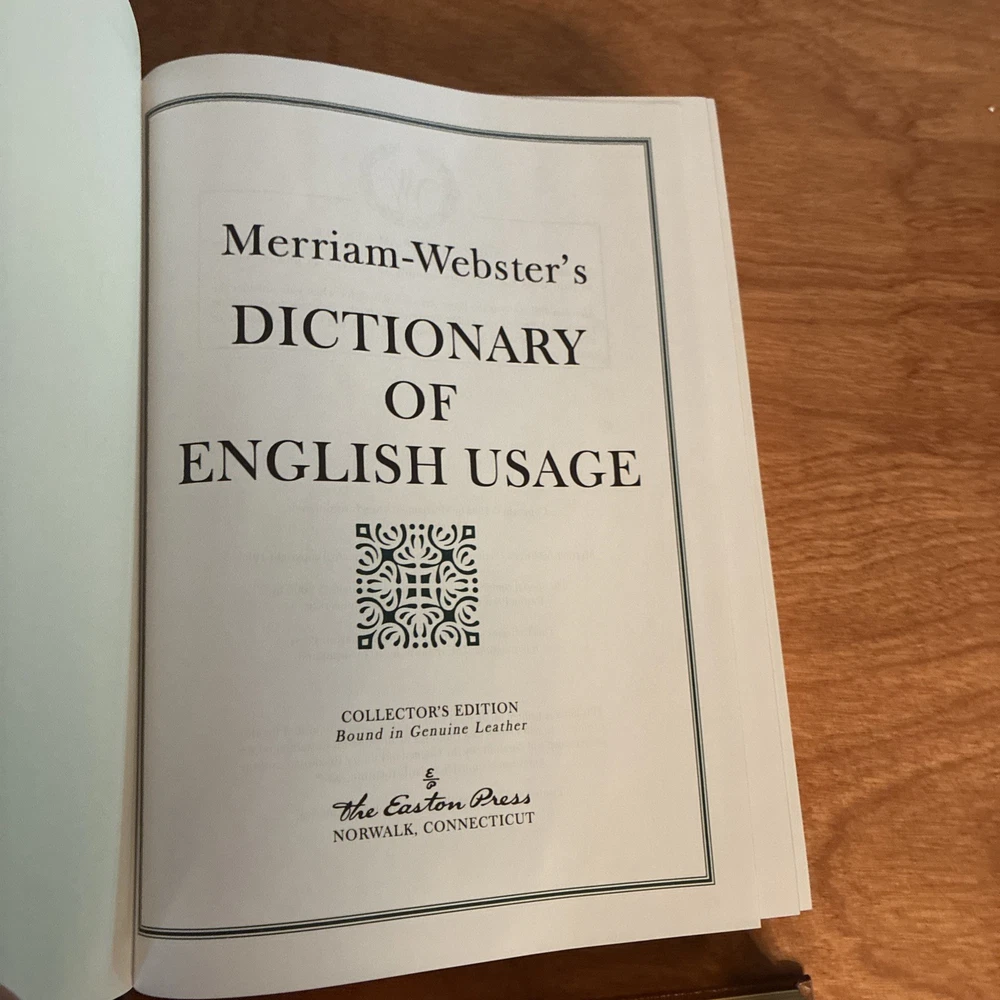 Merriam-Webster's
DICTIONARY
OF
ENGLISH USAGE
COLLECTOR'S EDITION
Bound in Genuine Leather
The Easton Press
NORWALK, CONNECTICUT